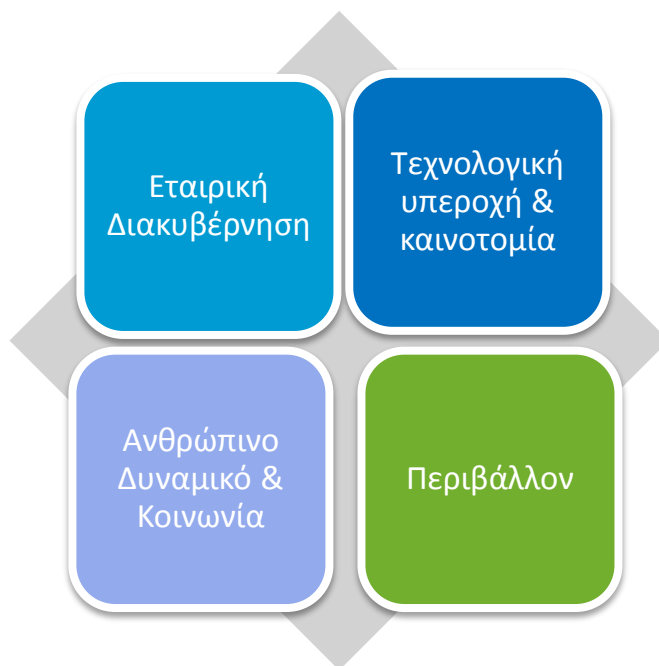 Εταιρική
Διακυβέρνηση
Τεχνολογική
υπεροχή &
καινοτομία
Ανθρώπινο
Δυναμικό &
Κοινωνία
Περιβάλλον